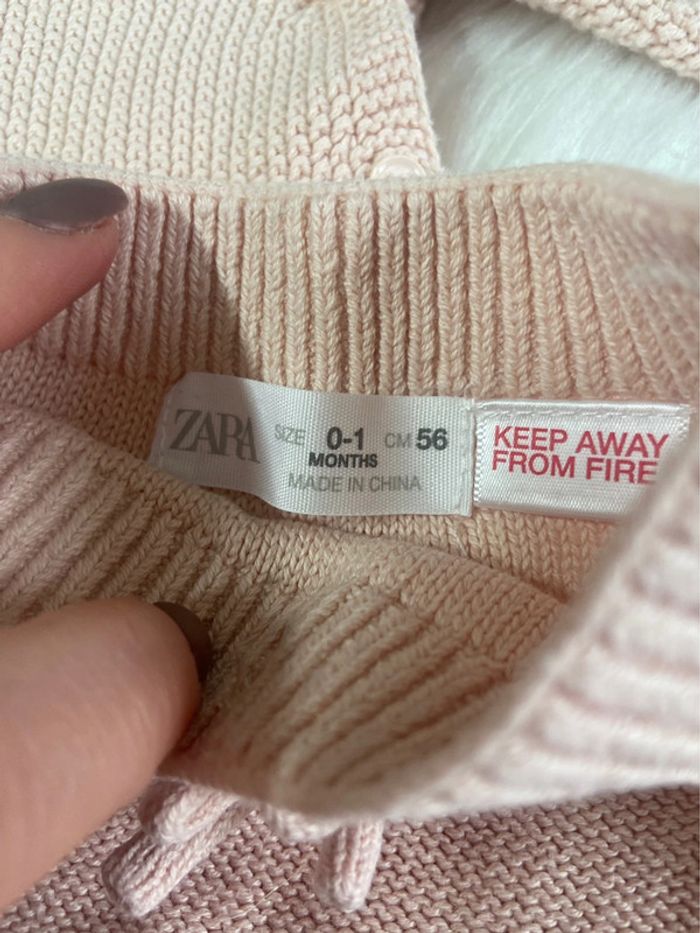 ZARA SIZE 0-1 CM 56
MONTHS
MADE IN CHINA
KEEP AWAY
FROM FIRE